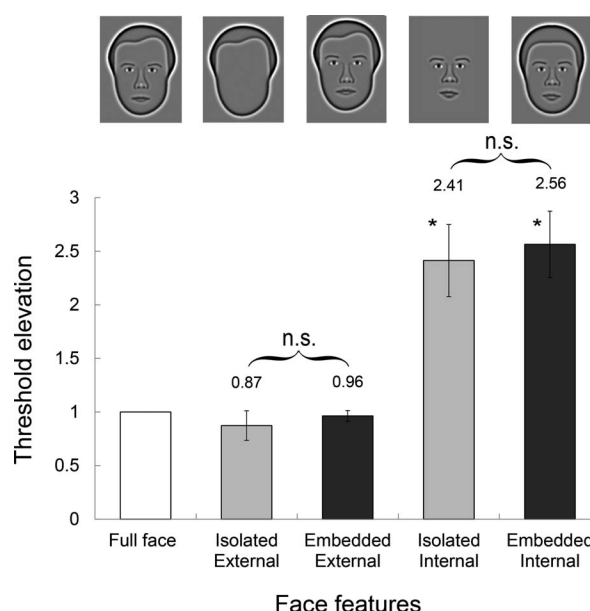 n.s.
2.41 2.56
3
* *
2.5
2
n.s.
1.5
0.87 0.96
1
0.5
0
Threshold elevation
Full face Isolated External Embedded External Isolated Internal Embedded Internal
Face features